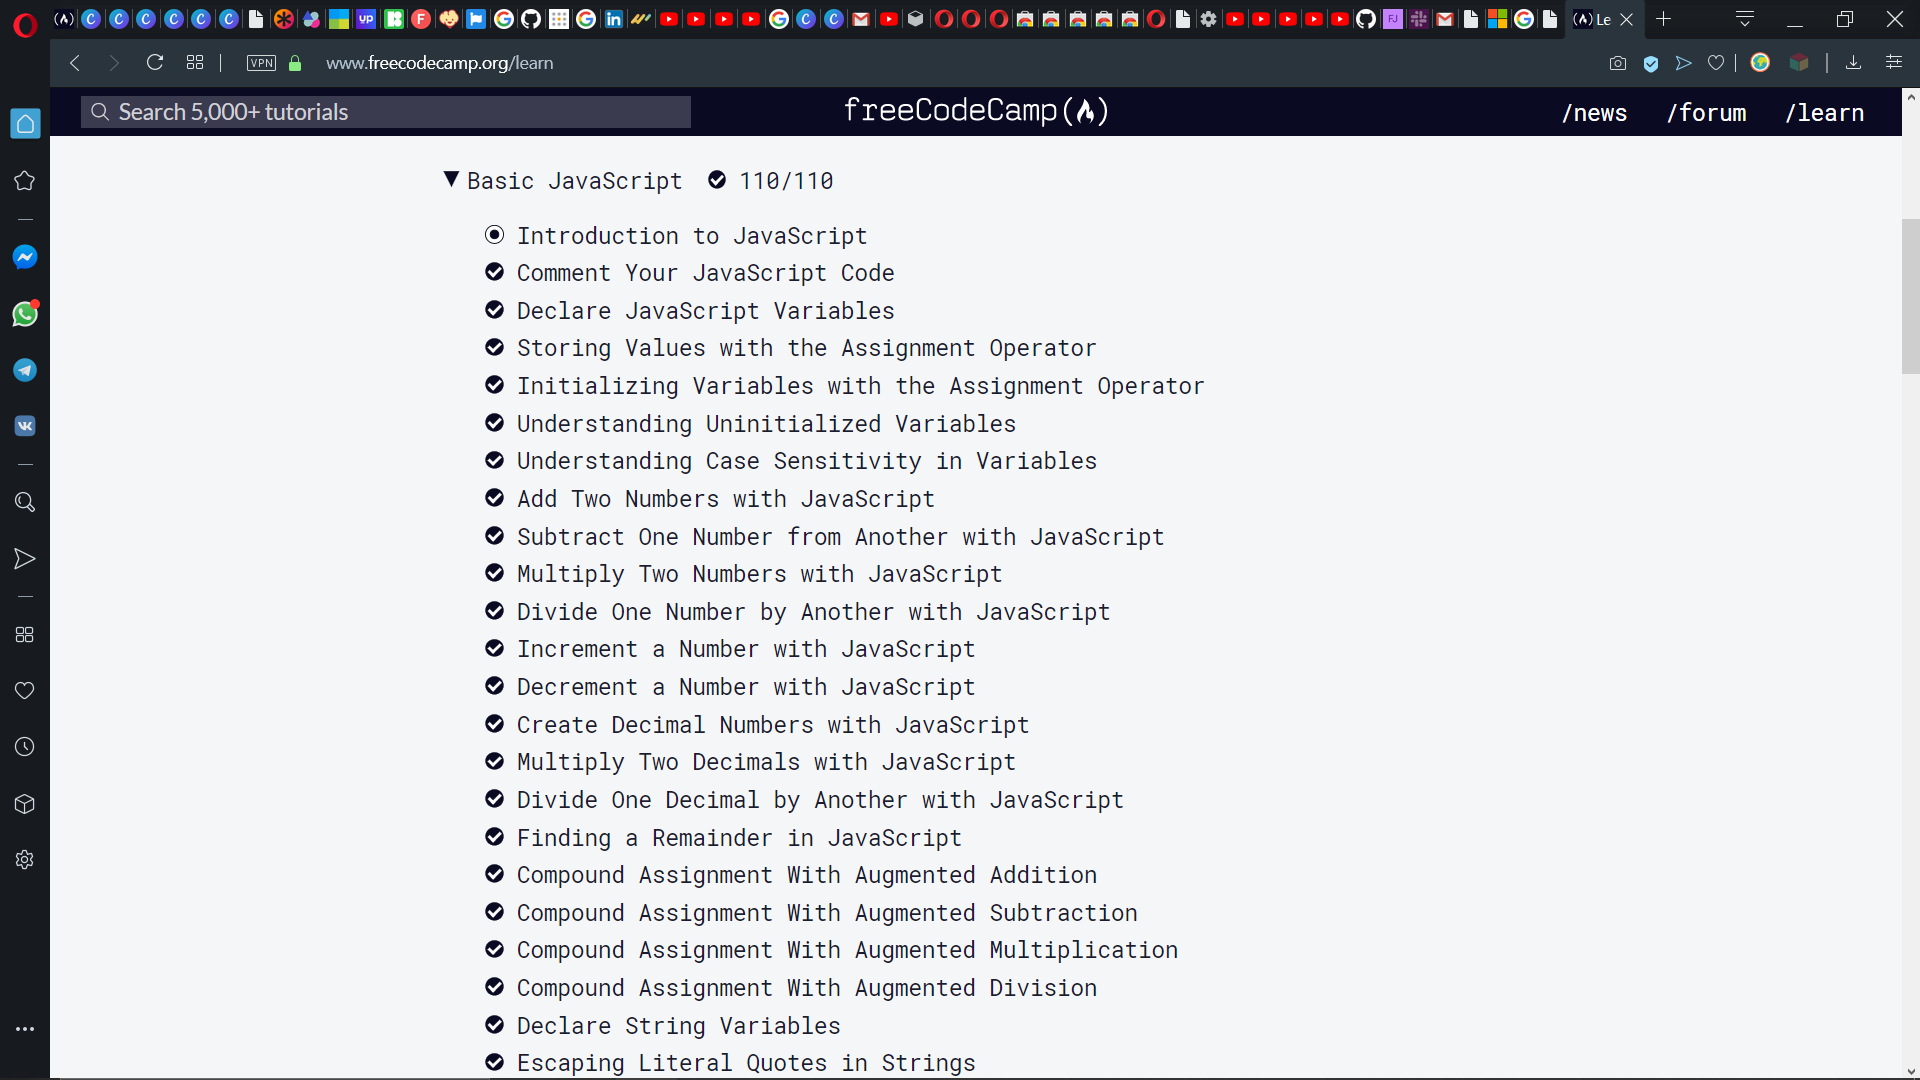 UP
F
FJ
Le
VPN
www.freecodecamp.org/learn
Search 5,000+ tutorials
freeCodeCamp
/news
/forum
/learn
Basic JavaScript 110/110
Introduction to JavaScript
Comment Your JavaScript Code
Declare JavaScript Variables
Storing Values with the Assignment Operator
Initializing Variables with the Assignment Operator
Understanding Uninitialized Variables
Understanding Case Sensitivity in Variables
Add Two Numbers with JavaScript
Subtract One Number from Another with JavaScript
Multiply Two Numbers with JavaScript
Divide One Number by Another with JavaScript
Increment a Number with JavaScript
Decrement a Number with JavaScript
Create Decimal Numbers with JavaScript
Multiply Two Decimals with JavaScript
Divide One Decimal by Another with JavaScript
Finding a Remainder in JavaScript
Compound Assignment With Augmented Addition
Compound Assignment With Augmented Subtraction
Compound Assignment With Augmented Multiplication
Compound Assignment With Augmented Division
Declare String Variables
Escaping Literal Quotes in Strings